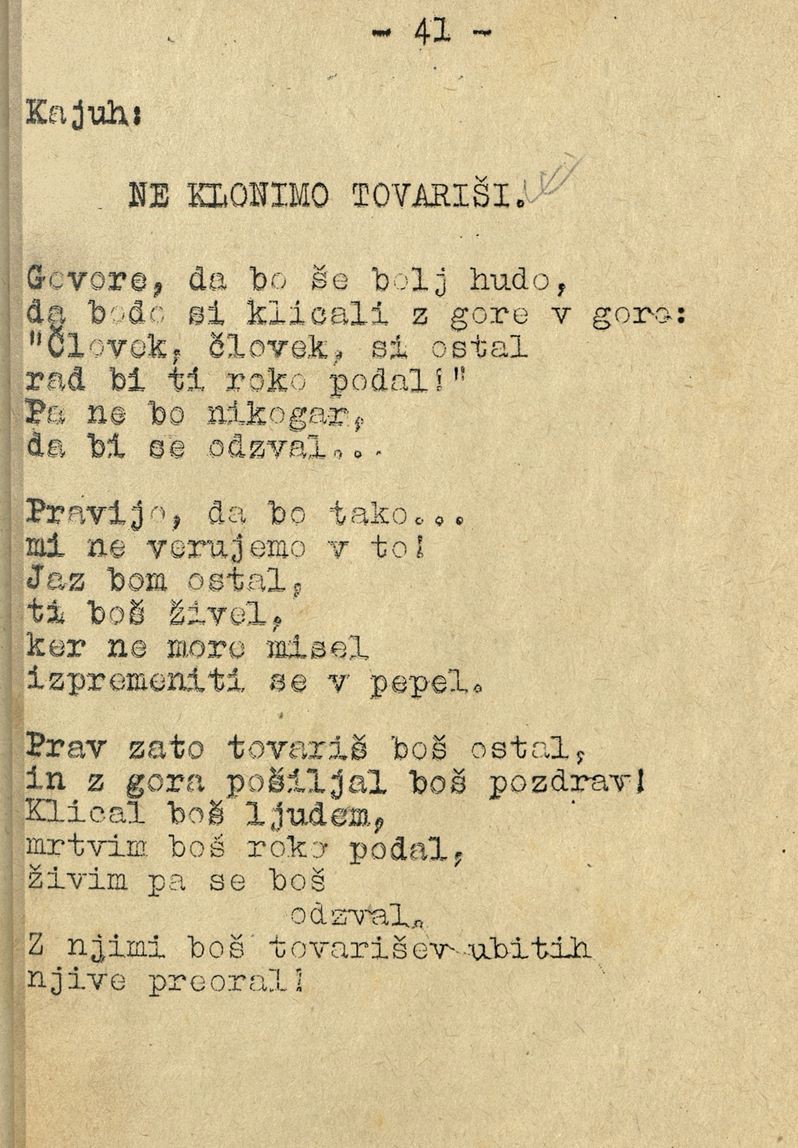 - 41 -
Kajuh:
NE KLONIMO TOVARIŠI.
Govore, da bo še bolj hudo,
da bodo si klicali z gore v goro:
"Človek, človek, si ostal
rad bi ti roko podal!"
Pa ne bo nikogar,
da bi se odzval...
Pravijo, da bo tako...
mi ne verujemo v to!
Jaz bom ostal,
ti boš živel,
ker ne more misel
izpremeniti se v pepel.
Prav zato tovariš boš ostal,
in z gora pošiljal boš pozdrav!
Klical boš ljudem,
mrtvim boš roko podal,
živim pa se boš
odzval.
Z njimi boš tovarišev ubitih
njive preoral!